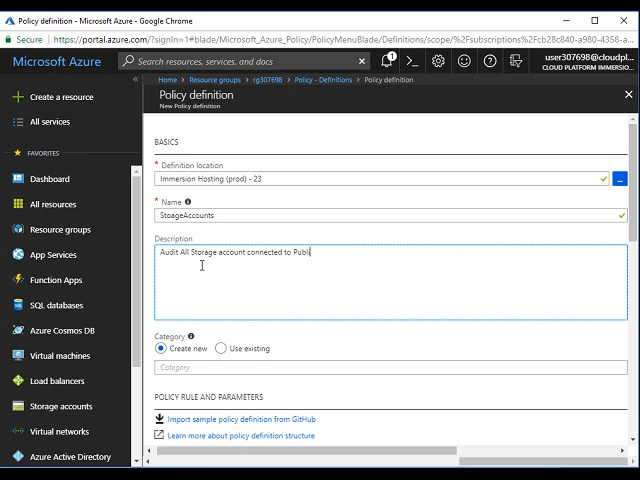 Policy definition - Microsoft Azure - Google Chrome
Secure https://portal.azure.com/?signIn=1#blade/Microsoft_Azure_Policy/PolicyMenuBlade/Definitions/scope/%2Fsubscriptions%2Fcb28c840-a980-4358-a
Microsoft Azure
Search resources, services, and docs
1
user307698@cloudpl...
CLOUD PLATFORM IMMERSIO...
Home > Resource groups > rg307698 > Policy - Definitions > Policy definition
Create a resource
All services
FAVORITES
Dashboard
All resources
Resource groups
App Services
Function Apps
SQL databases
Azure Cosmos DB
Virtual machines
Load balancers
Storage accounts
Virtual networks
Azure Active Directory
Policy definition
New Policy definition
BASICS
* Definition location
Immersion Hosting (prod) - 23
...
* Name
StoageAccounts
Description
Audit All Storage account connected to Publi
Category
Create new
Use existing
Category
POLICY RULE AND PARAMETERS
Import sample policy definition from GitHub
Learn more about policy definition structure